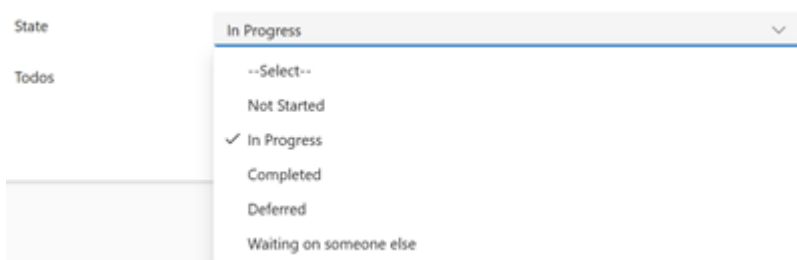 State
In Progress
Todos
--Select--
Not Started
In Progress
Completed
Deferred
Waiting on someone else